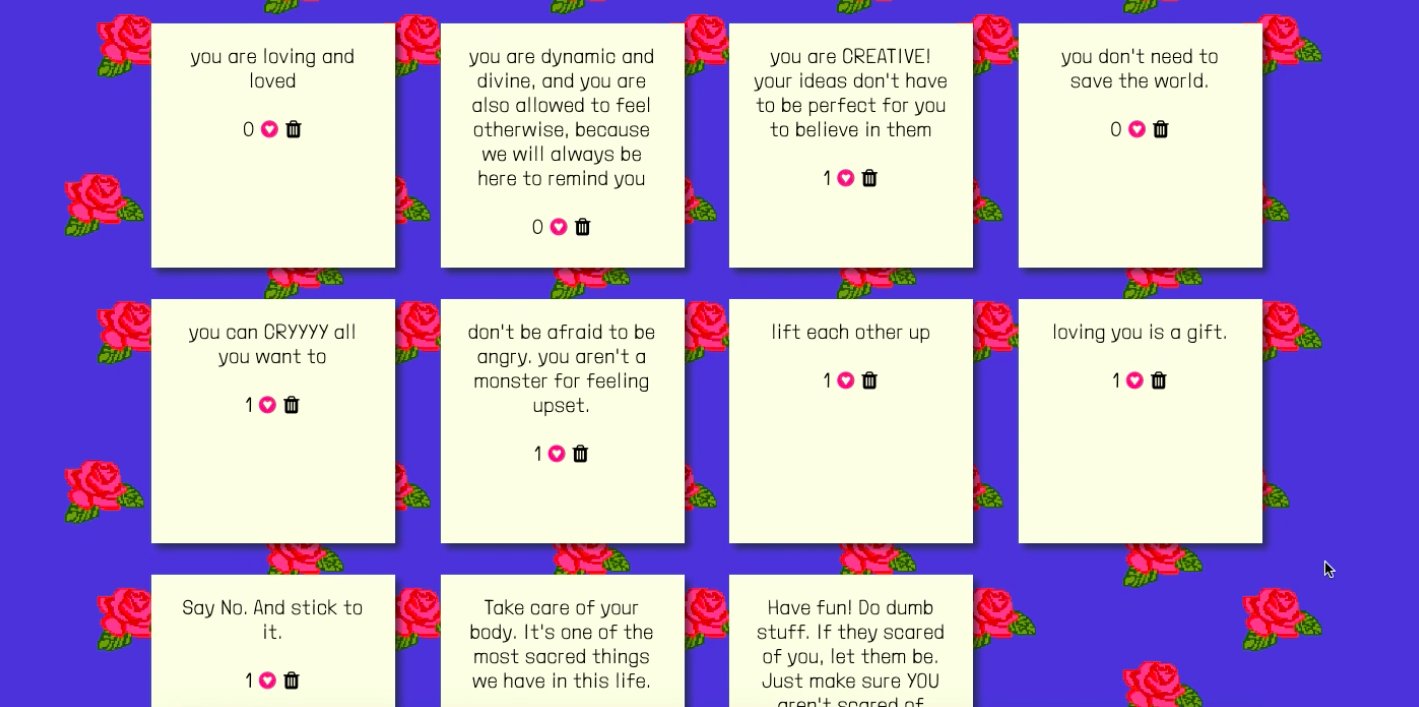 you are loving and
loved
0
you are dynamic and
divine, and you are
also allowed to feel
otherwise, because
we will always be
here to remind you
0
you are CREATIVE!
your ideas don't have
to be perfect for you
to believe in them
1
you don't need to
save the world.
0
you can CRYYYY all
you want to
1
don't be afraid to be
angry. you aren't a
monster for feeling
upset.
1
lift each other up
1
loving you is a gift.
1
Say No. And stick to
it.
1
Take care of your
body. It's one of the
most sacred things
we have in this life.
Have fun! Do dumb
stuff. If they scared
of you, let them be.
Just make sure YOU
aren't scared of